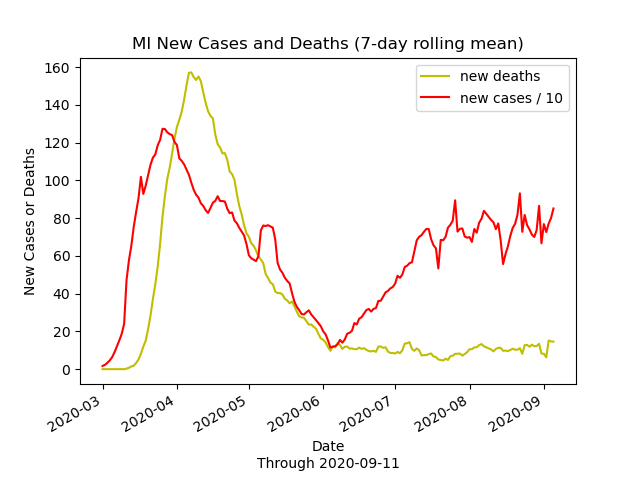 MI New Cases and Deaths (7-day rolling mean)
new deaths
new cases / 10
New Cases or Deaths
160
140
120
100
80
60
40
20
0
2020-03
2020-04
2020-05
2020-06
2020-07
2020-08
2020-09
Date
Through 2020-09-11